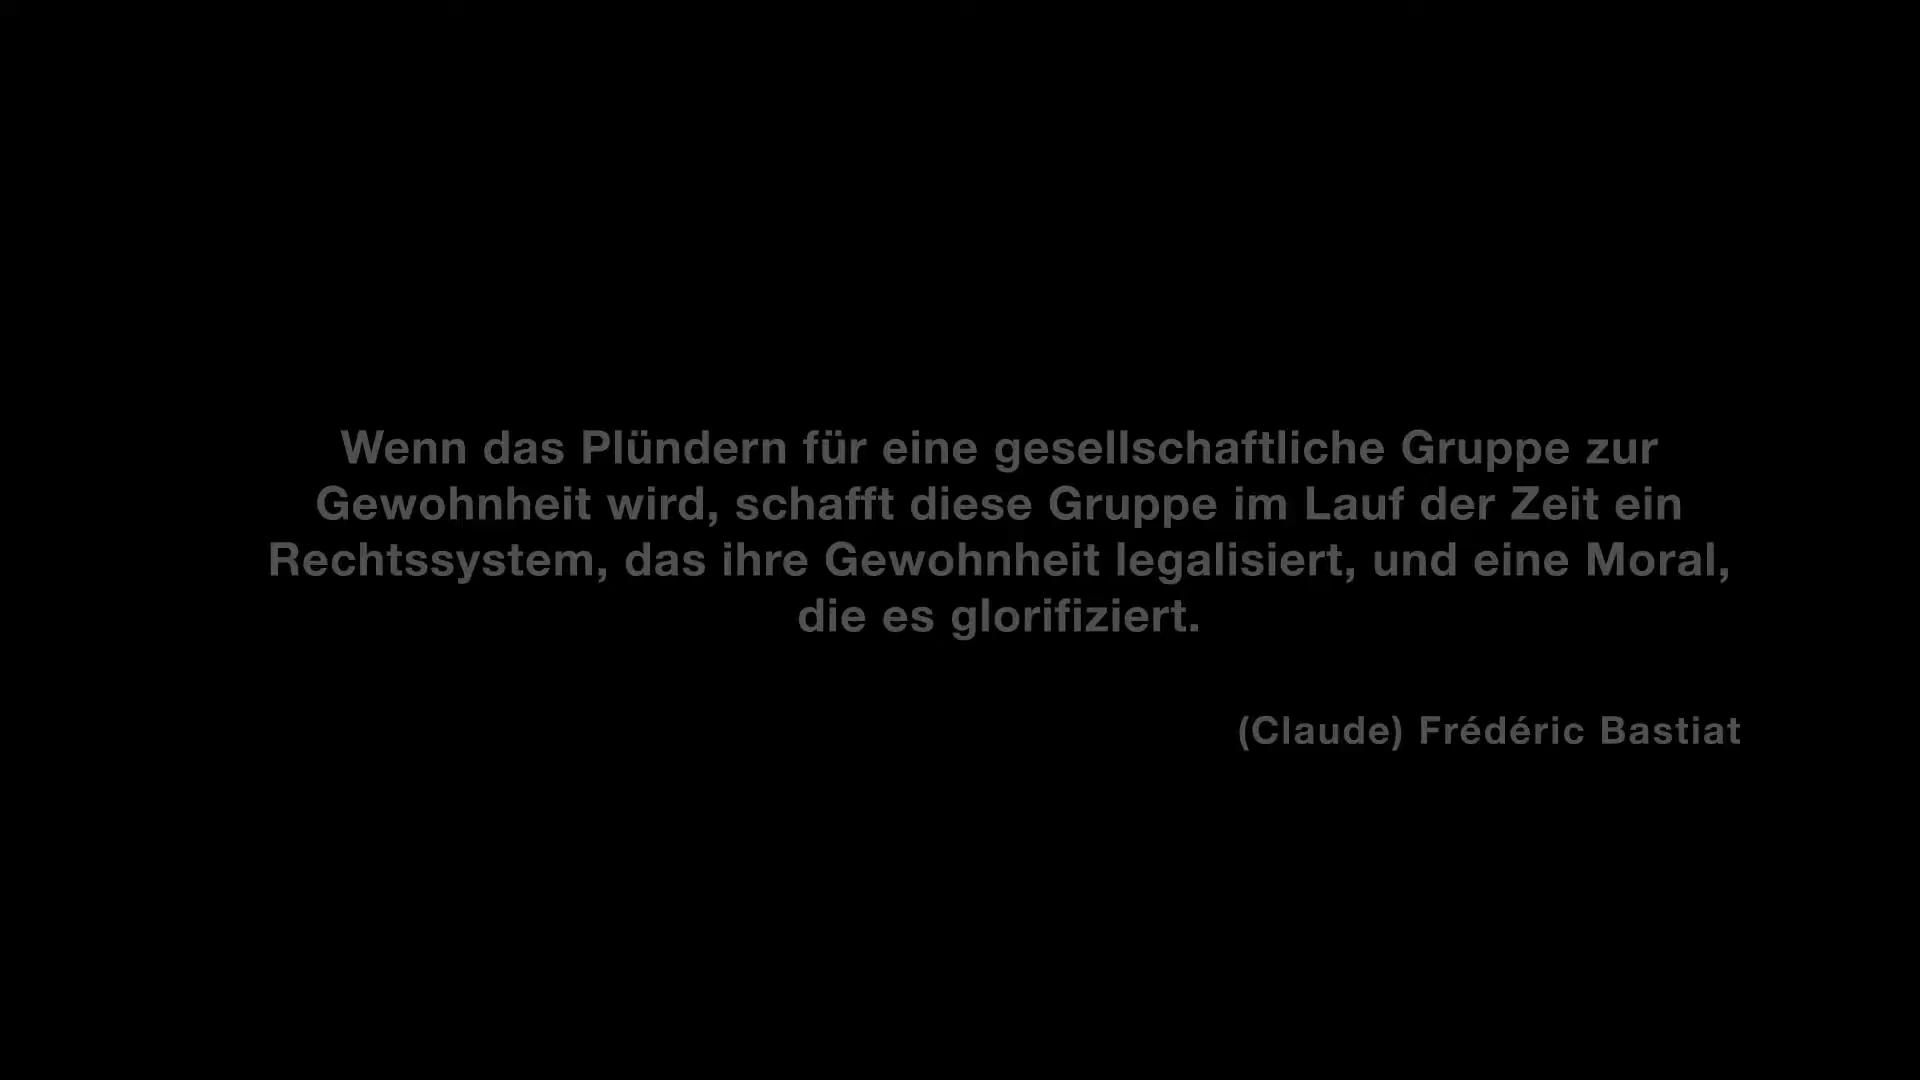 Wenn das Plündern für eine gesellschaftliche Gruppe zur
Gewohnheit wird, schafft diese Gruppe im Lauf der Zeit ein
Rechtssystem, das ihre Gewohnheit legalisiert, und eine Moral,
die es glorifiziert.
(Claude) Frédéric Bastiat